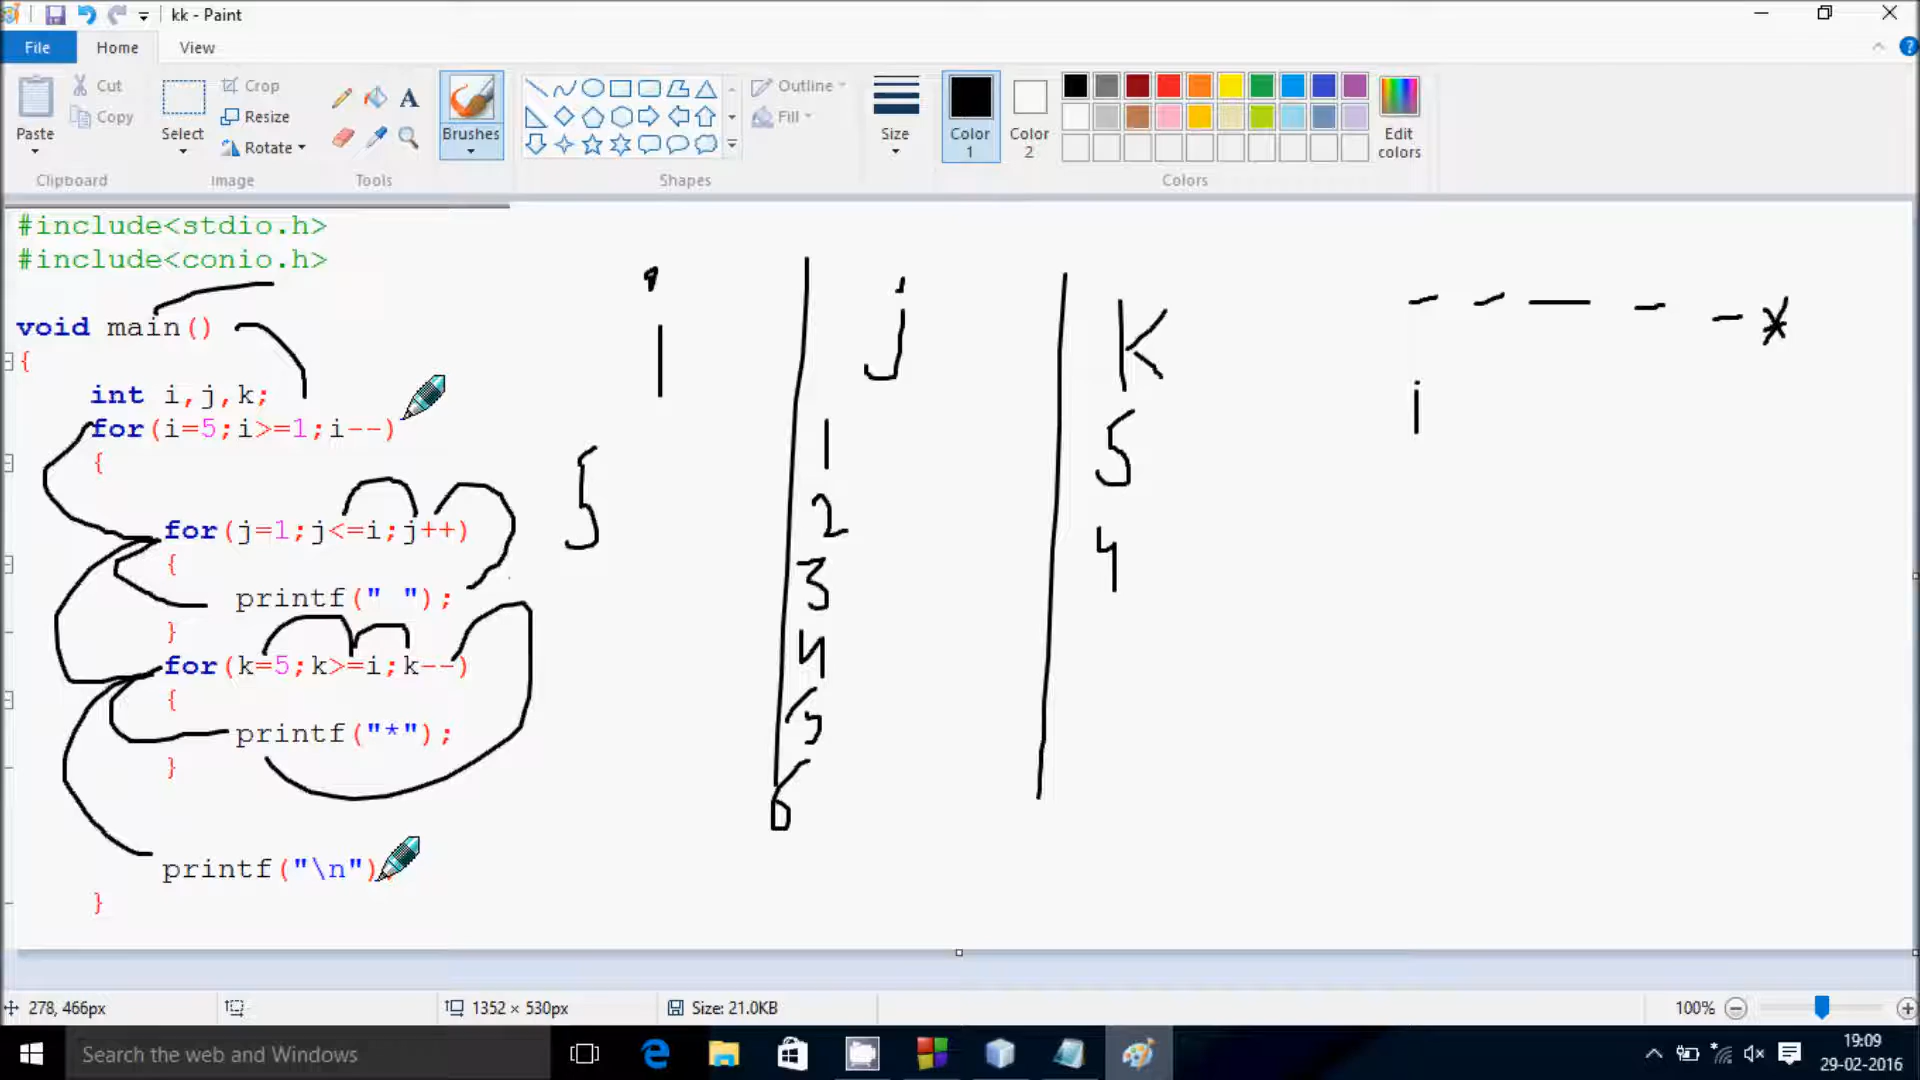 kk - Paint
File Home View
Paste
Cut
Copy
Clipboard
Select
Crop
Resize
Rotate
Image
Tools
Brushes
Shapes
Outline
Fill
Size
Color 1
Color 2
Edit colors
Colors
#include<stdio.h>
#include<conio.h>
void main()
{
int i,j,k;
for(i=5;i>=1;i--)
{
for(j=1;j<=i;j++)
{
printf(" ");
}
for(k=5;k>=i;k--)
{
printf("*");
}
printf("\n")
}
i j K
5
1
2
3
4
5
6
5
4
- - — - - *
278, 466px
1352 × 530px
Size: 21.0KB
100%
Search the web and Windows
19:09
29-02-2016